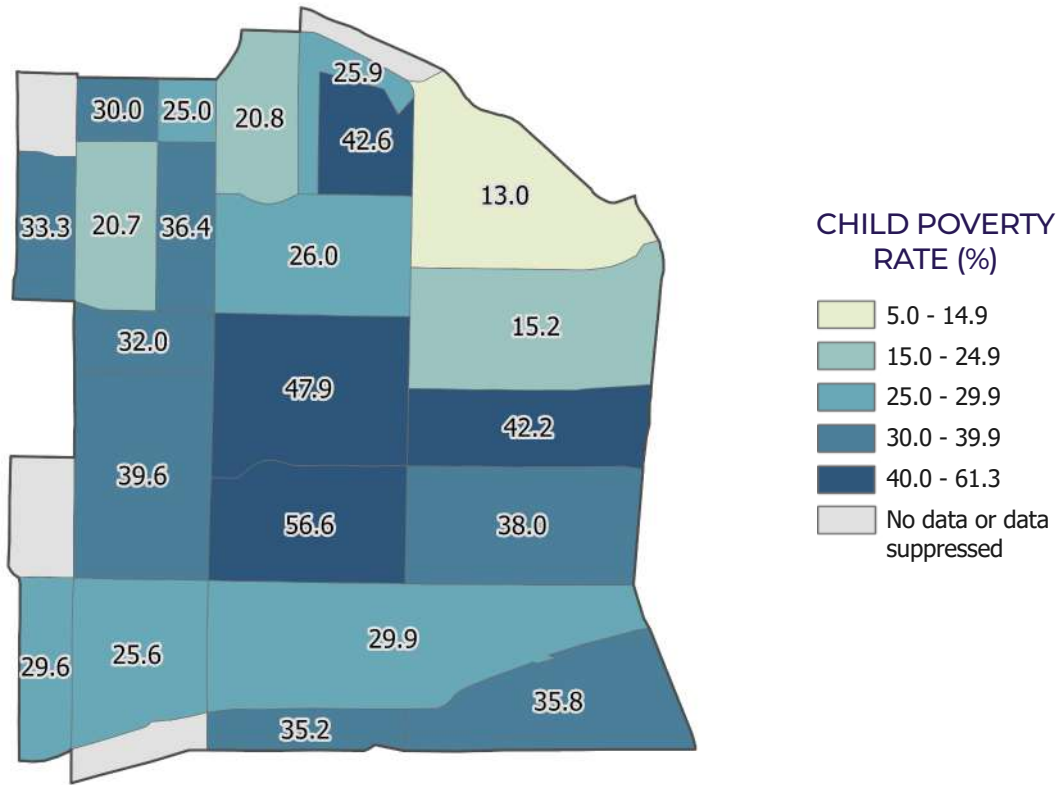 25.9
30.0
25.0
20.8
42.6
13.0
33.3
20.7
36.4
26.0
15.2
32.0
47.9
42.2
39.6
56.6
38.0
29.9
29.6
25.6
35.8
35.2
CHILD POVERTY
RATE (%)
5.0 - 14.9
15.0 - 24.9
25.0 - 29.9
30.0 - 39.9
40.0 - 61.3
No data or data
suppressed